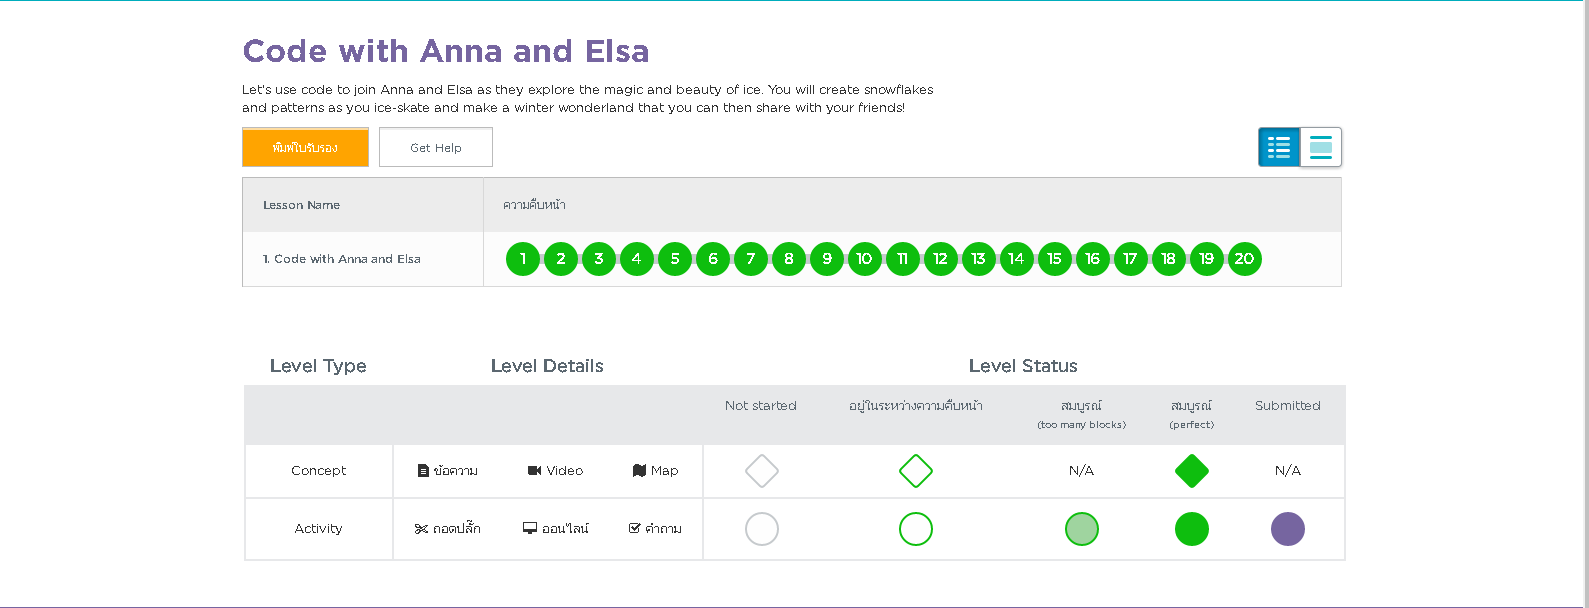 Code with Anna and Elsa
Let's use code to join Anna and Elsa as they explore the magic and beauty of ice. You will create snowflakes
and patterns as you ice-skate and make a winter wonderland that you can then share with your friends!
พิมพ์ใบรับรอง Get Help
Lesson Name ความคืบหน้า
1. Code with Anna and Elsa 1 2 3 4 5 6 7 8 9 10 11 12 13 14 15 16 17 18 19 20
Level Type Level Details Level Status
Not started อยู่ในระหว่างความคืบหน้า สมบูรณ์ สมบูรณ์ Submitted
(too many blocks) (perfect)
Concept ข้อความ Video Map N/A N/A
Activity ถอดปลั๊ก ออนไลน์ คำถาม